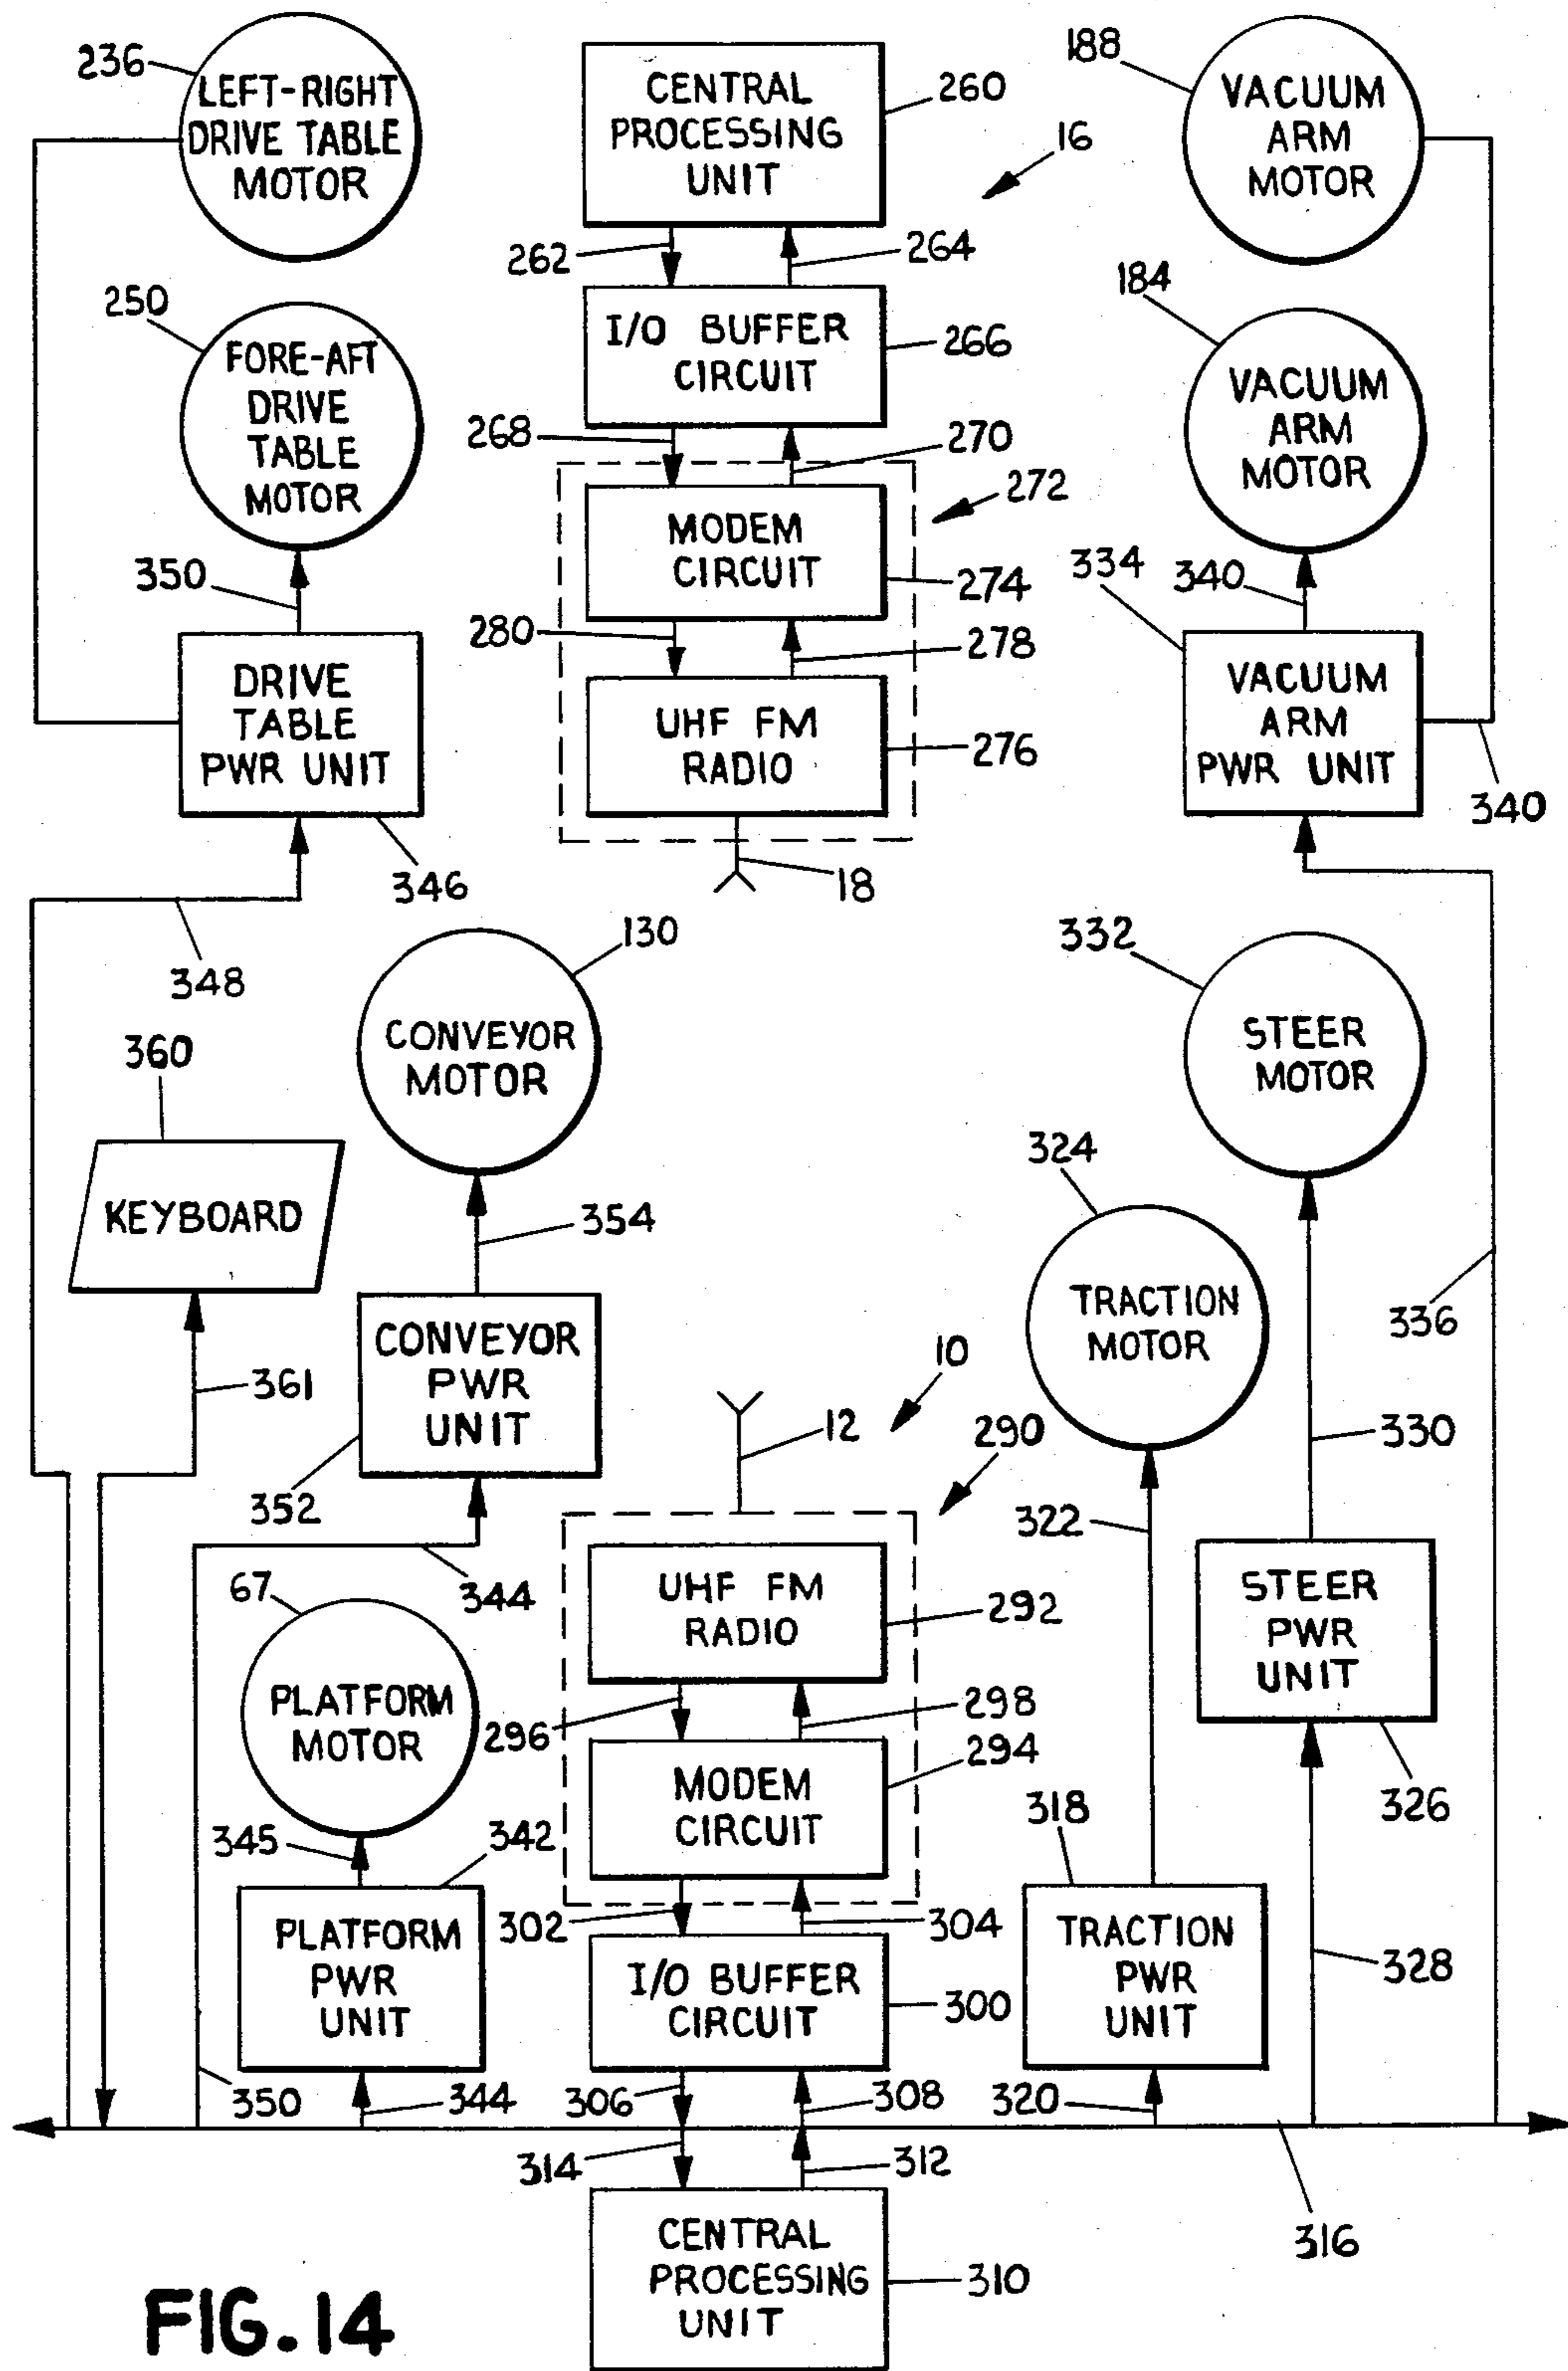 236
LEFT-RIGHT
DRIVE TABLE
MOTOR
CENTRAL
PROCESSING
UNIT
260
16
188
VACUUM
ARM
MOTOR
262
264
250
FORE-AFT
DRIVE
TABLE
MOTOR
I/O BUFFER
CIRCUIT
266
184
VACUUM
ARM
MOTOR
268
270
272
MODEM
CIRCUIT
274
350
280
278
334
340
DRIVE
TABLE
PWR UNIT
UHF FM
RADIO
276
VACUUM
ARM
PWR UNIT
340
346
18
348
130
CONVEYOR
MOTOR
332
STEER
MOTOR
360
KEYBOARD
354
324
TRACTION
MOTOR
336
361
CONVEYOR
PWR
UNIT
10
12
290
330
352
344
322
67
PLATFORM
MOTOR
UHF FM
RADIO
292
STEER
PWR
UNIT
296
298
MODEM
CIRCUIT
294
326
345
342
318
302
304
PLATFORM
PWR
UNIT
I/O BUFFER
CIRCUIT
300
TRACTION
PWR
UNIT
328
350
344
306
308
320
314
312
316
CENTRAL
PROCESSING
UNIT
310
FIG.14